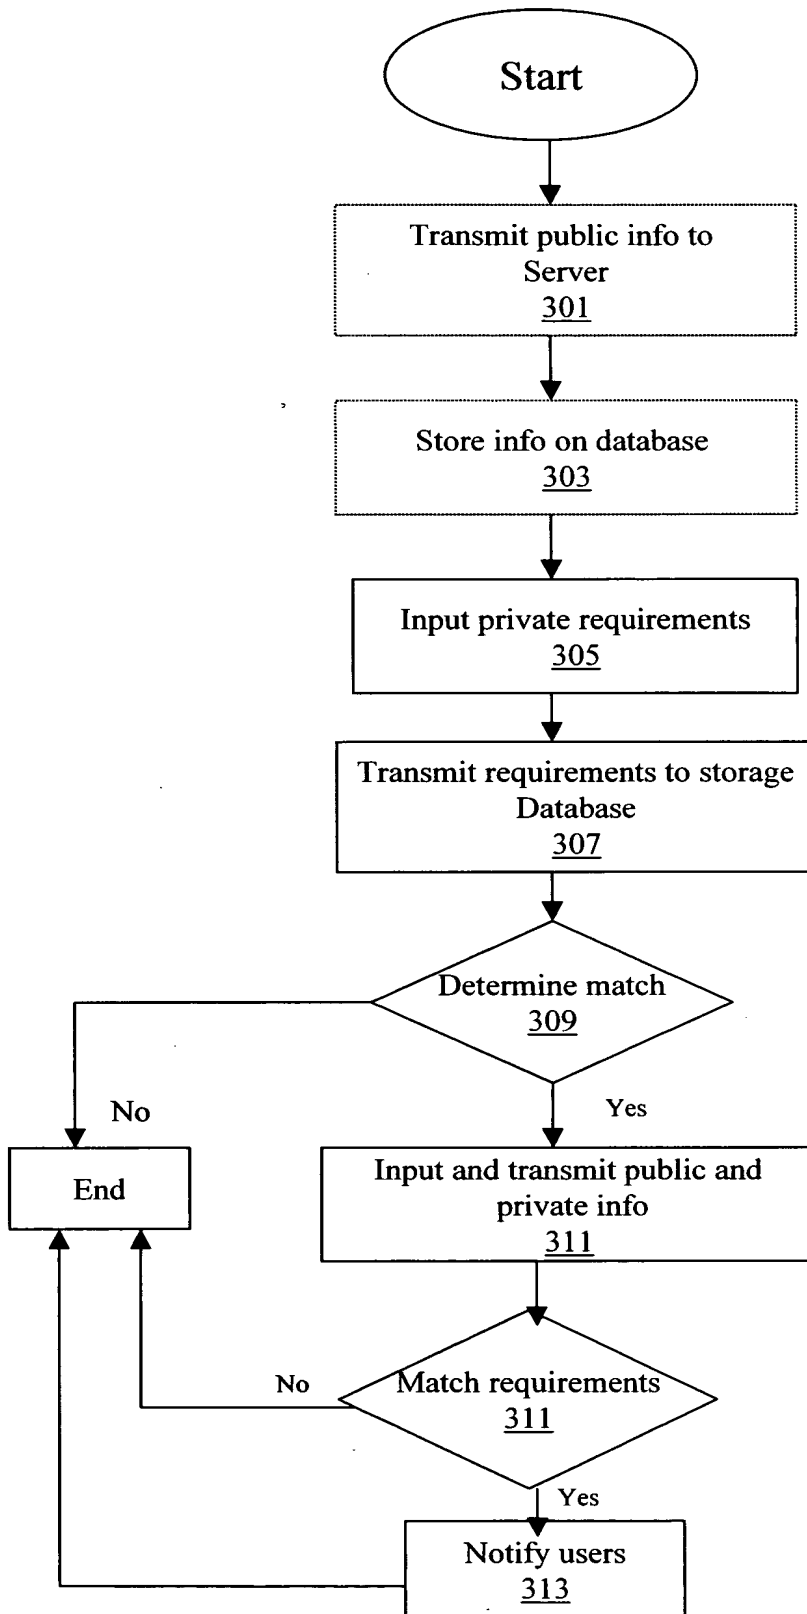 Start
Transmit public info to
Server
301
Store info on database
303
Input private requirements
305
Transmit requirements to storage
Database
307
Determine match
309
No
Yes
End
Input and transmit public and
private info
311
No
Match requirements
311
Yes
Notify users
313